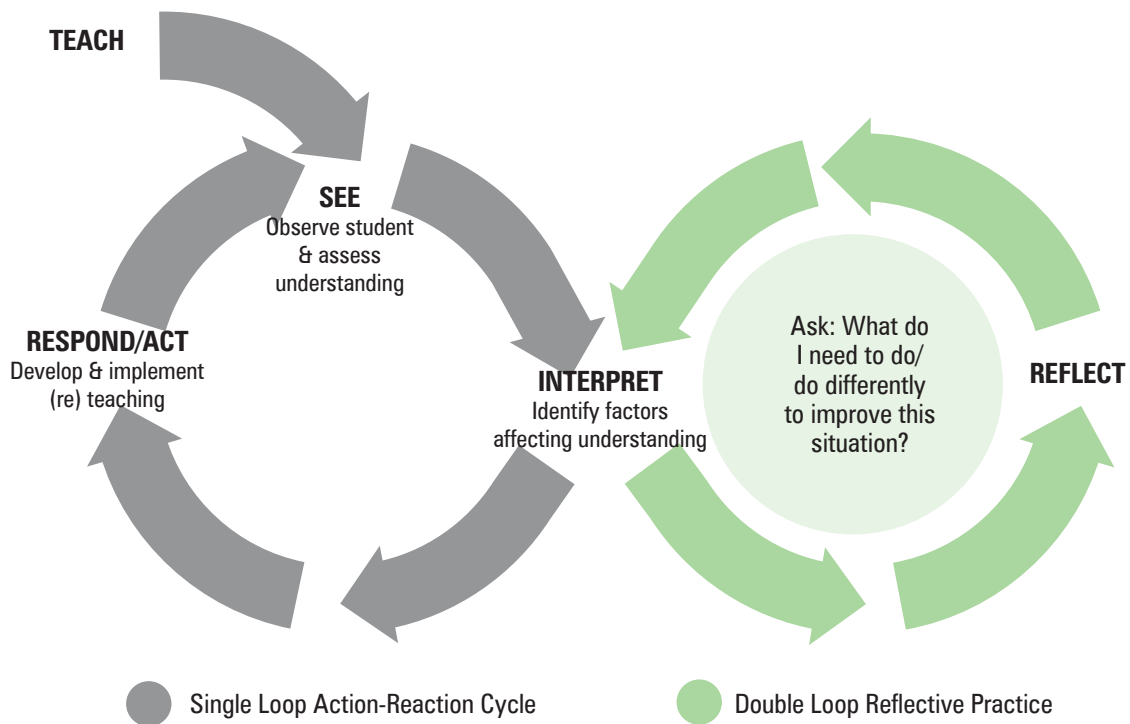 TEACH
SEE
Observe student
& assess
understanding
RESPOND/ACT
Develop & implement
(re) teaching
INTERPRET
Identify factors
affecting understanding
Ask: What do
I need to do/
do differently
to improve this
situation?
REFLECT
Single Loop Action-Reaction Cycle
Double Loop Reflective Practice